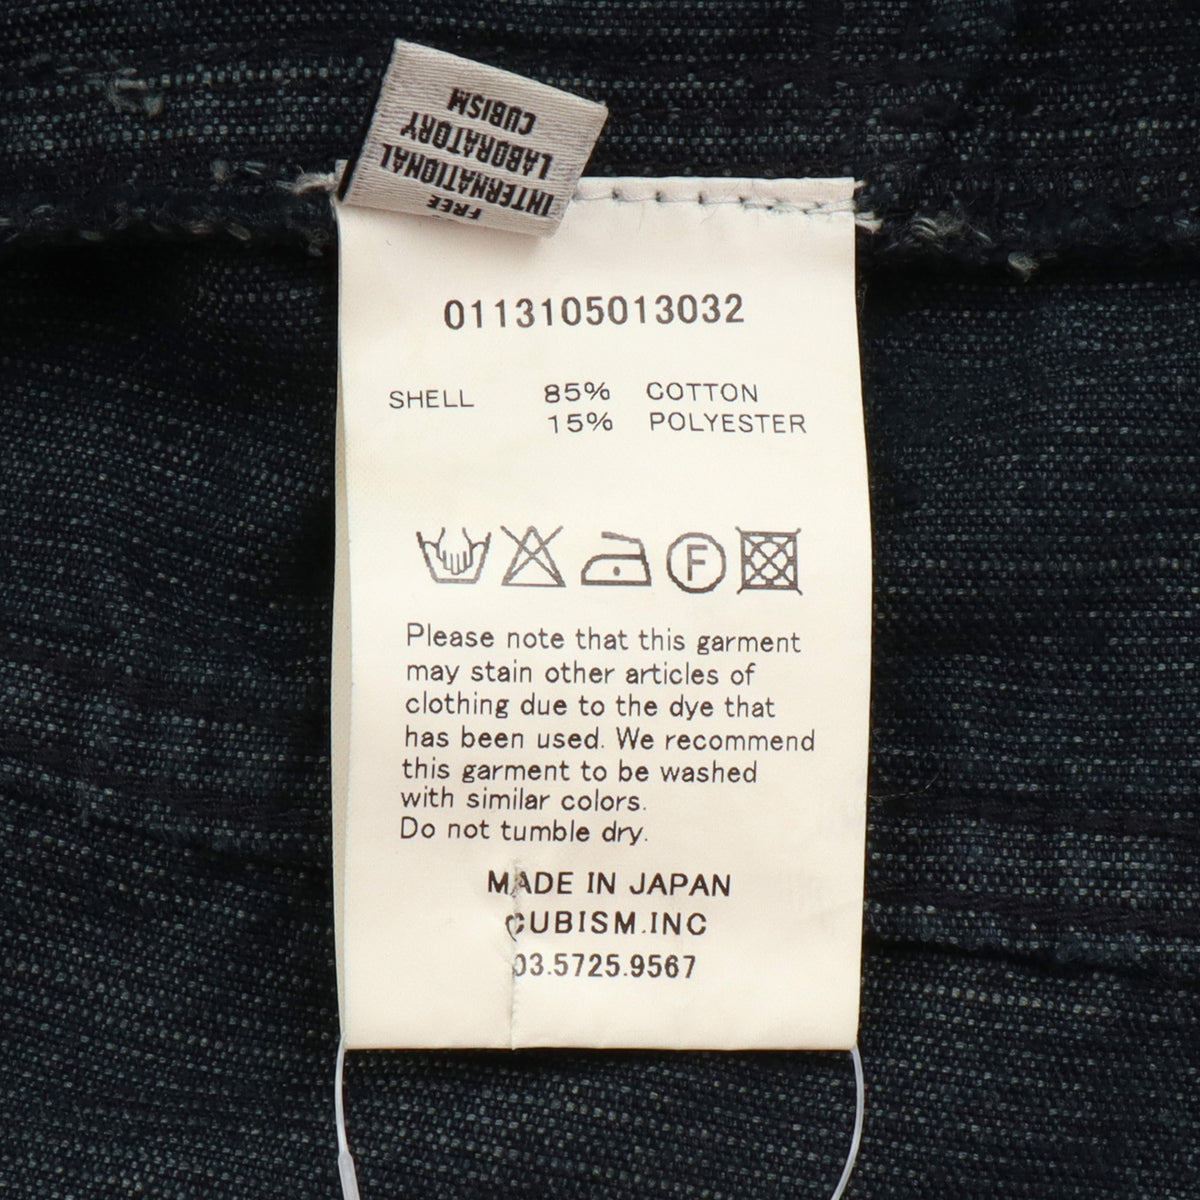 FREE
INTERNATIONAL
LABORATORY
CUBISM
0113105013032
SHELL 85% COTTON
15% POLYESTER
F
Please note that this garment
may stain other articles of
clothing due to the dye that
has been used. We recommend
this garment to be washed
with similar colors.
Do not tumble dry.
MADE IN JAPAN
CUBISM.INC
03.5725.9567